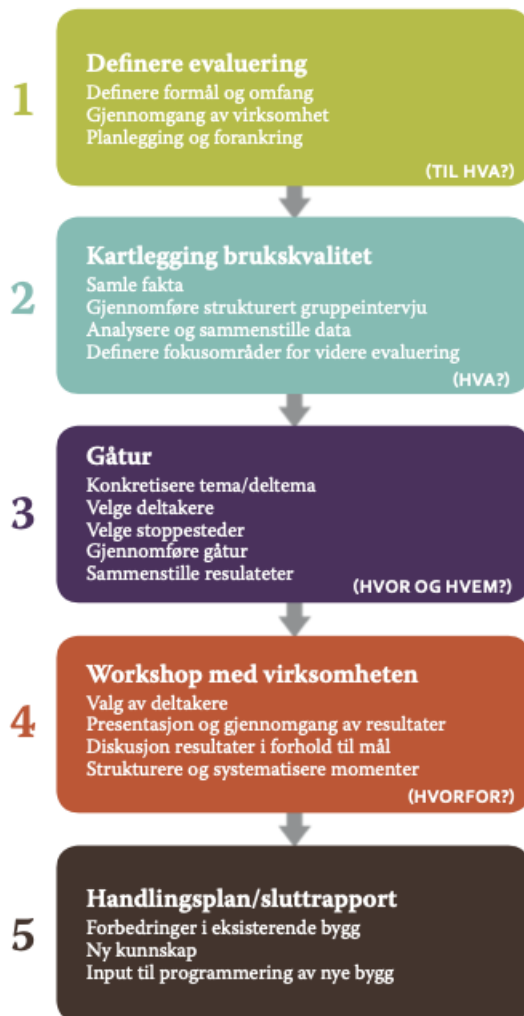 1
Definere evaluering
Definere formål og omfang
Gjennomgang av virksomhet
Planlegging og forankring
(TIL HVA?)
2
Kartlegging brukskvalitet
Samle fakta
Gjennomføre strukturert gruppeintervju
Analysere og sammenstille data
Definere fokusområder for videre evaluering
(HVA?)
3
Gåtur
Konkretisere tema/deltema
Velge deltakere
Velge stoppesteder
Gjennomføre gåtur
Sammenstille resulateter
(HVOR OG HVEM?)
4
Workshop med virksomheten
Valg av deltakere
Presentasjon og gjennomgang av resultater
Diskusjon resultater i forhold til mål
Strukturere og systematisere momenter
(HVORFOR?)
5
Handlingsplan/sluttrapport
Forbedringer i eksisterende bygg
Ny kunnskap
Input til programmering av nye bygg